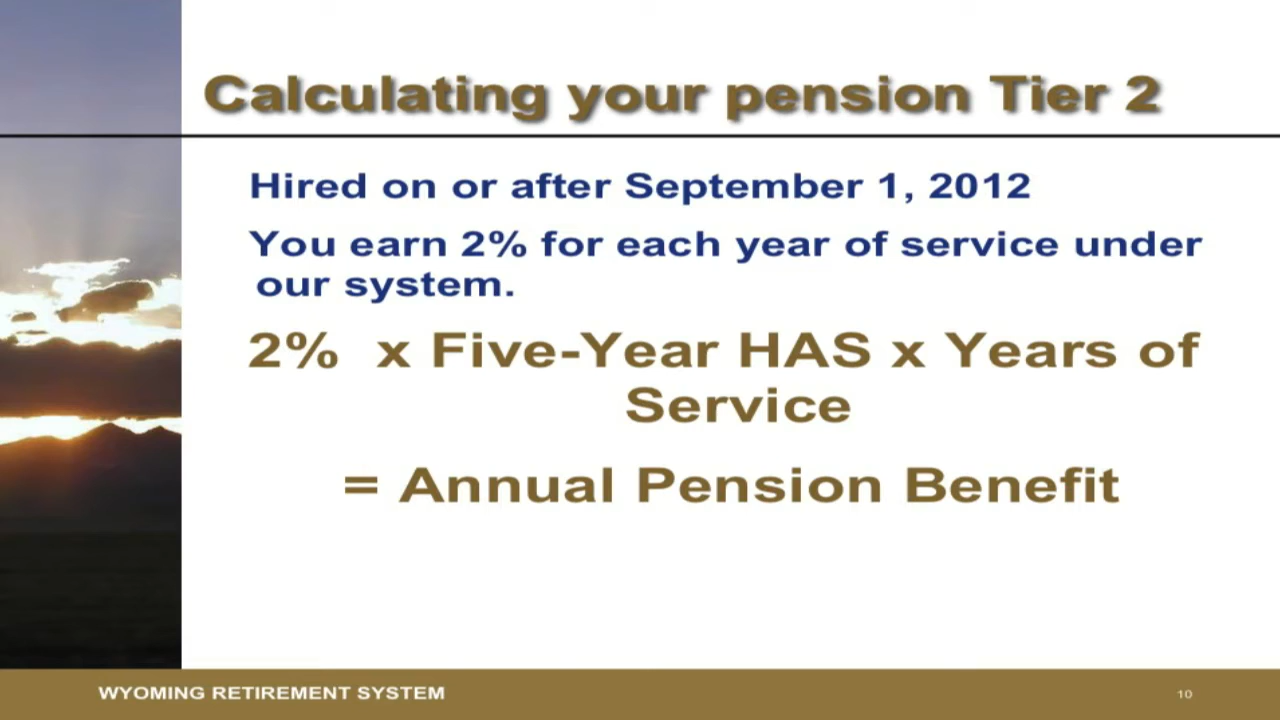 Calculating your pension Tier 2
Hired on or after September 1, 2012
You earn 2% for each year of service under
our system.
2% x Five-Year HAS x Years of
Service
= Annual Pension Benefit
WYOMING RETIREMENT SYSTEM
10